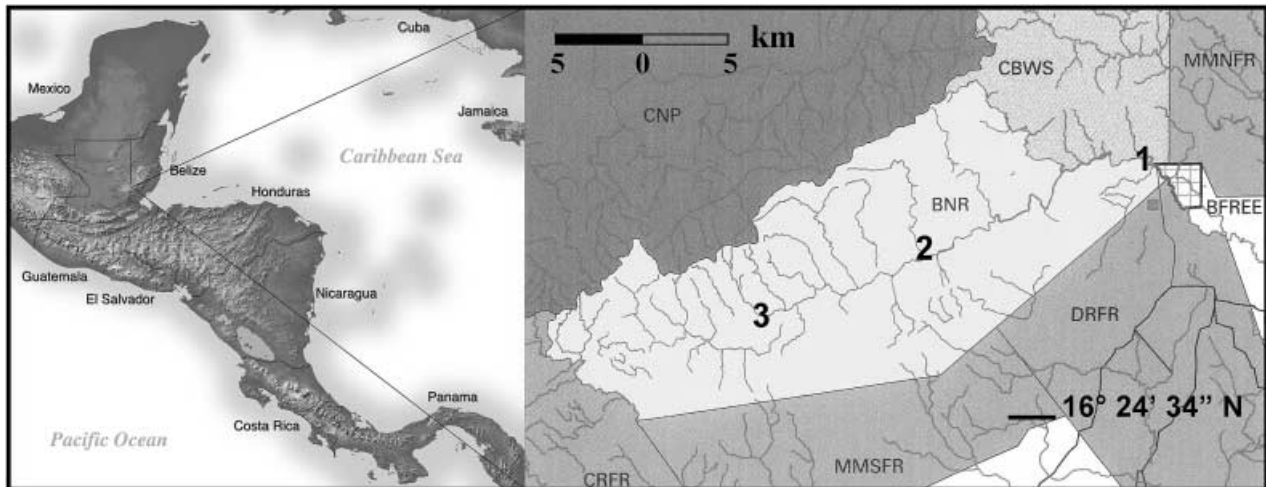 Cuba
Mexico
Jamaica
Caribbean Sea
Belize
Honduras
Guatemala
El Salvador
Nicaragua
Panama
Costa Rica
Pacific Ocean
km
5 0 5
CBWS
MMNFR
CNP
1
BNR
BFREE
2
3
DRFR
16° 24’ 34” N
MMSFR
CRFR